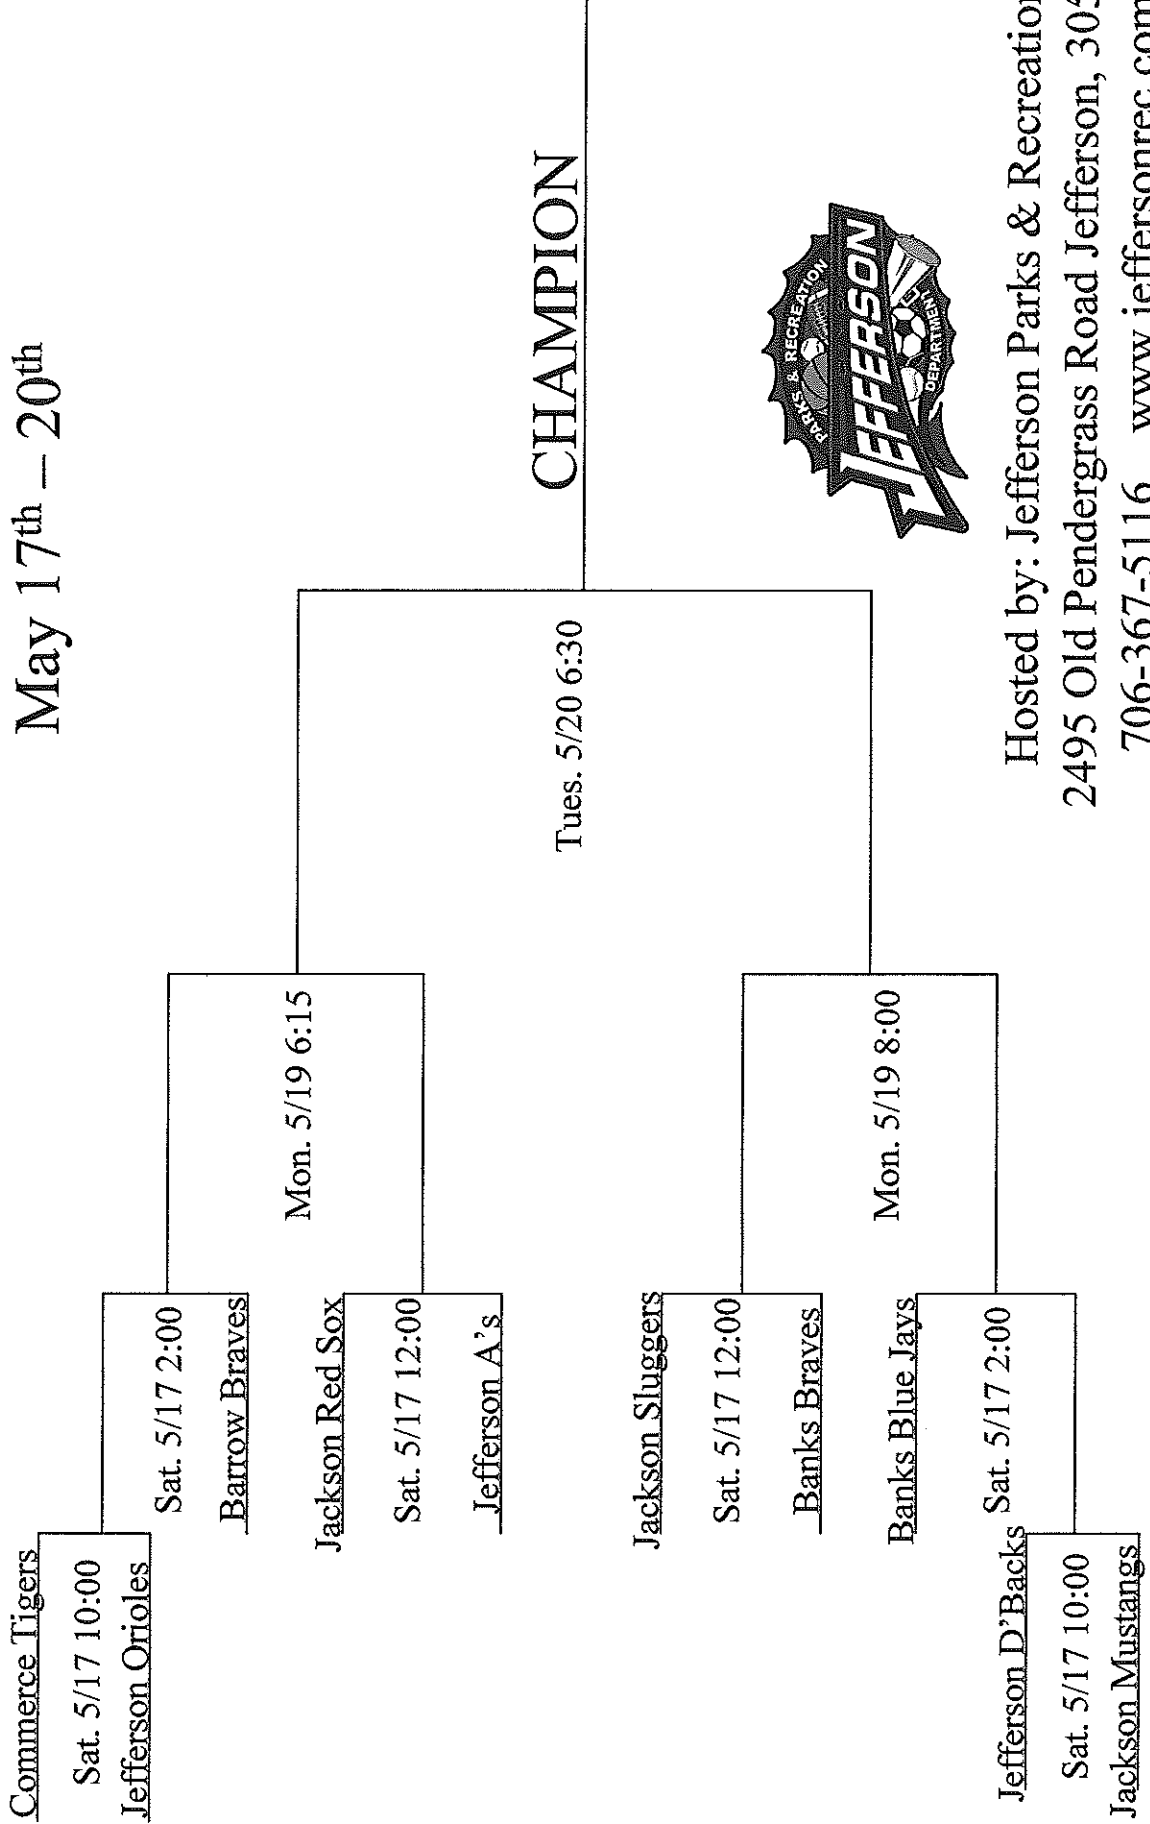 May 17th – 20th
Commerce Tigers
Sat. 5/17 10:00
Jefferson Orioles
Sat. 5/17 2:00
Barrow Braves
Jackson Red Sox
Sat. 5/17 12:00
Jefferson A's
Mon. 5/19 6:15
Jackson Sluggers
Sat. 5/17 12:00
Banks Braves
Banks Blue Jays
Sat. 5/17 2:00
Jefferson D'Backs
Sat. 5/17 10:00
Jackson Mustangs
Mon. 5/19 8:00
Tues. 5/20 6:30
CHAMPION
PARKS & RECREATION
JEFFERSON
DEPARTMENT
Hosted by: Jefferson Parks & Recreation
2495 Old Pendergrass Road Jefferson, 305
706-367-5116 www.jeffersonrec.com